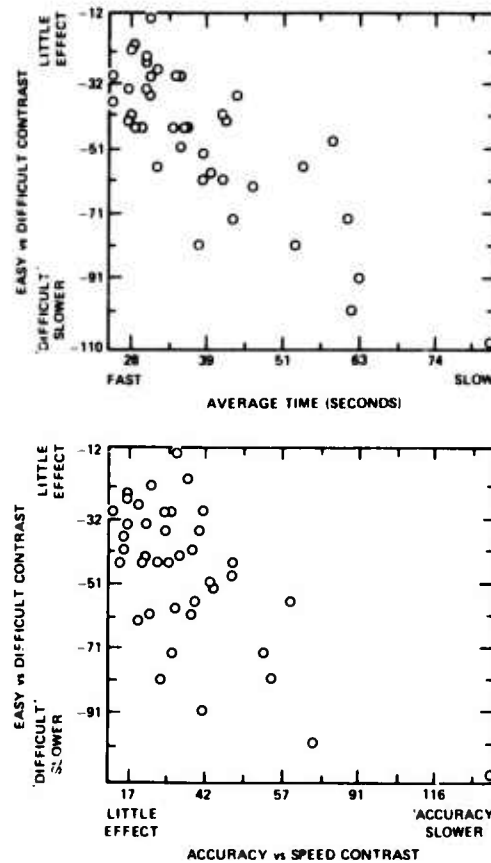 LITTLE
EFFECT
EASY vs DIFFICULT CONTRAST
'DIFFICULT'
SLOWER
-12
-32
-51
-71
-91
-110
28 39 51 63 74
FAST SLOW
AVERAGE TIME (SECONDS)
LITTLE
EFFECT
EASY vs DIFFICULT CONTRAST
'DIFFICULT'
SLOWER
-12
-32
-51
-71
-91
17 42 57 91 116
LITTLE
EFFECT
'ACCURACY'
SLOWER
ACCURACY vs SPEED CONTRAST